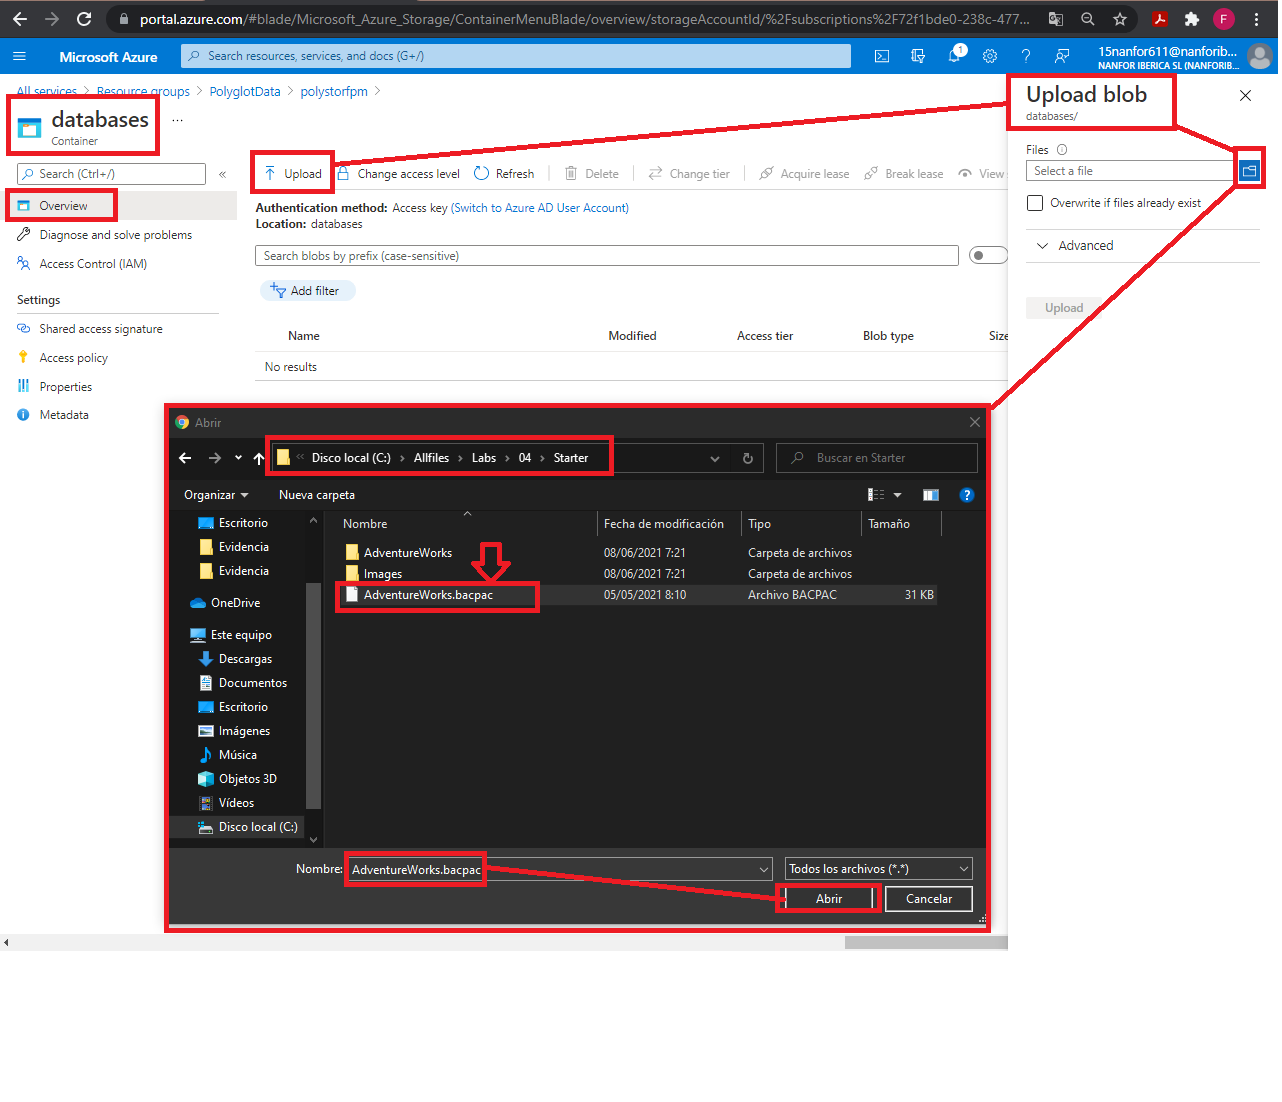 portal.azure.com/#blade/Microsoft_Azure_Storage/ContainerMenuBlade/overview/storageAccountId/%2Fsubscriptions%2F72f1bde0-238c-477...
F
Microsoft Azure
Search resources, services, and docs (G+/)
1
15nanfor611@nanforib...
NANFOR IBERICA SL (NANFORIB...
All services > Resource groups > PolyglotData > polystorfpm >
databases
...
Container
Search (Ctrl+/)
«
Overview
Diagnose and solve problems
Access Control (IAM)
Settings
Shared access signature
Access policy
Properties
Metadata
Upload
Change access level
Refresh
Delete
Change tier
Acquire lease
Break lease
View
Authentication method: Access key (Switch to Azure AD User Account)
Location: databases
Search blobs by prefix (case-sensitive)
Add filter
Name Modified Access tier Blob type Size
No results
Upload blob
databases/
Files
Select a file
Overwrite if files already exist
Advanced
Upload
Abrir
« Disco local (C:) > Allfiles > Labs > 04 > Starter
Buscar en Starter
Organizar
Nueva carpeta
Escritorio
Evidencia
Evidencia
OneDrive
Este equipo
Descargas
Documentos
Escritorio
Imágenes
Música
Objetos 3D
Vídeos
Disco local (C:)
Nombre Fecha de modificación Tipo Tamaño
AdventureWorks 08/06/2021 7:21 Carpeta de archivos
Images 08/06/2021 7:21 Carpeta de archivos
AdventureWorks.bacpac 05/05/2021 8:10 Archivo BACPAC 31 KB
Nombre: AdventureWorks.bacpac
Todos los archivos (*.*)
Abrir
Cancelar